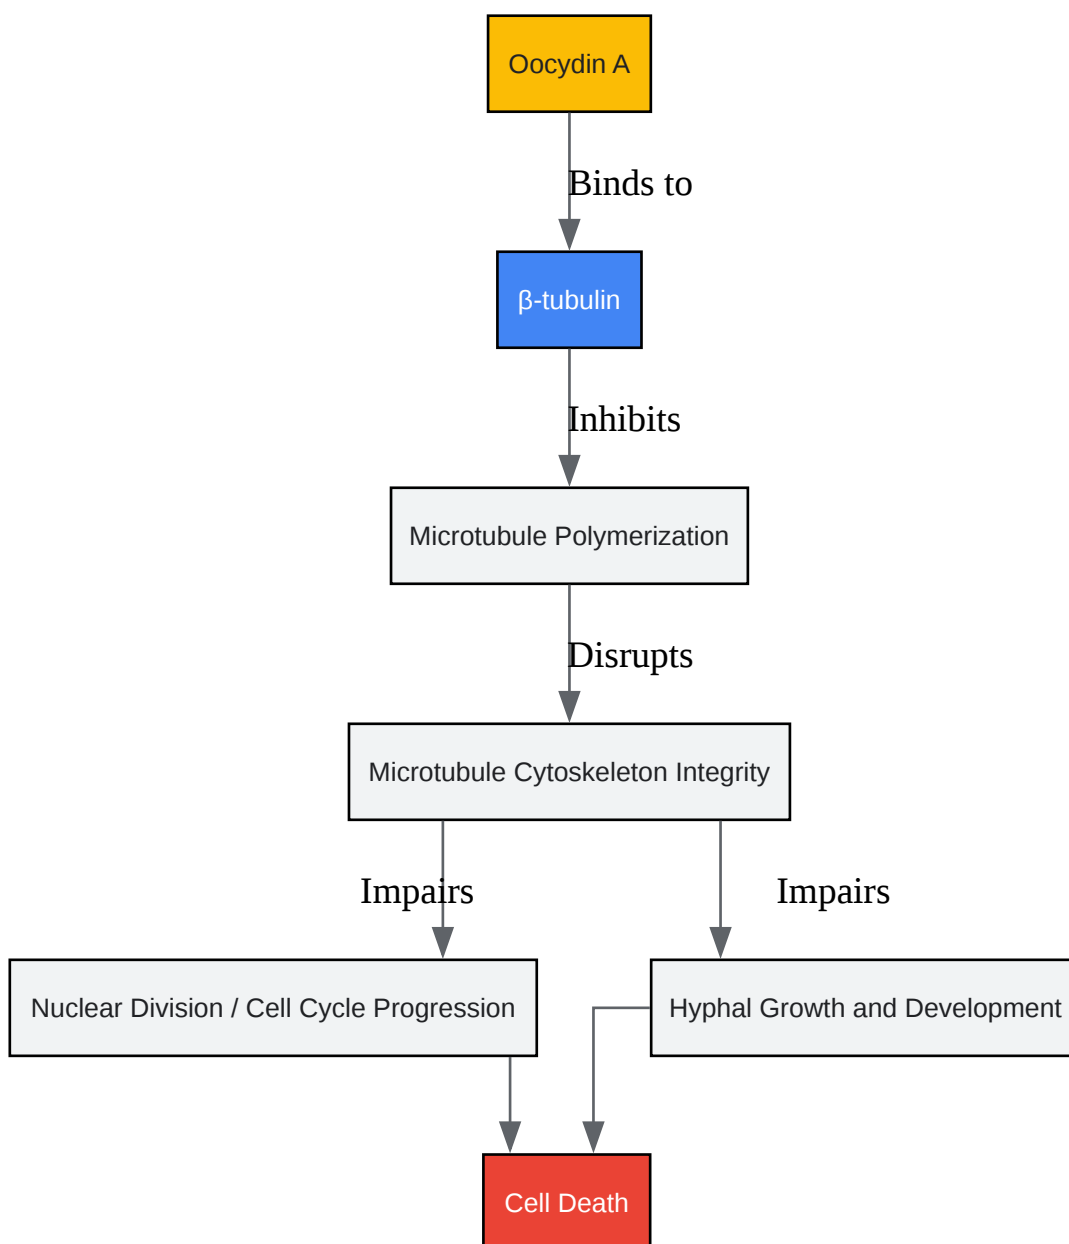 Oocydin A
Binds to
β-tubulin
Inhibits
Microtubule Polymerization
Disrupts
Microtubule Cytoskeleton Integrity
Impairs
Impairs
Nuclear Division / Cell Cycle Progression
Hyphal Growth and Development
Cell Death